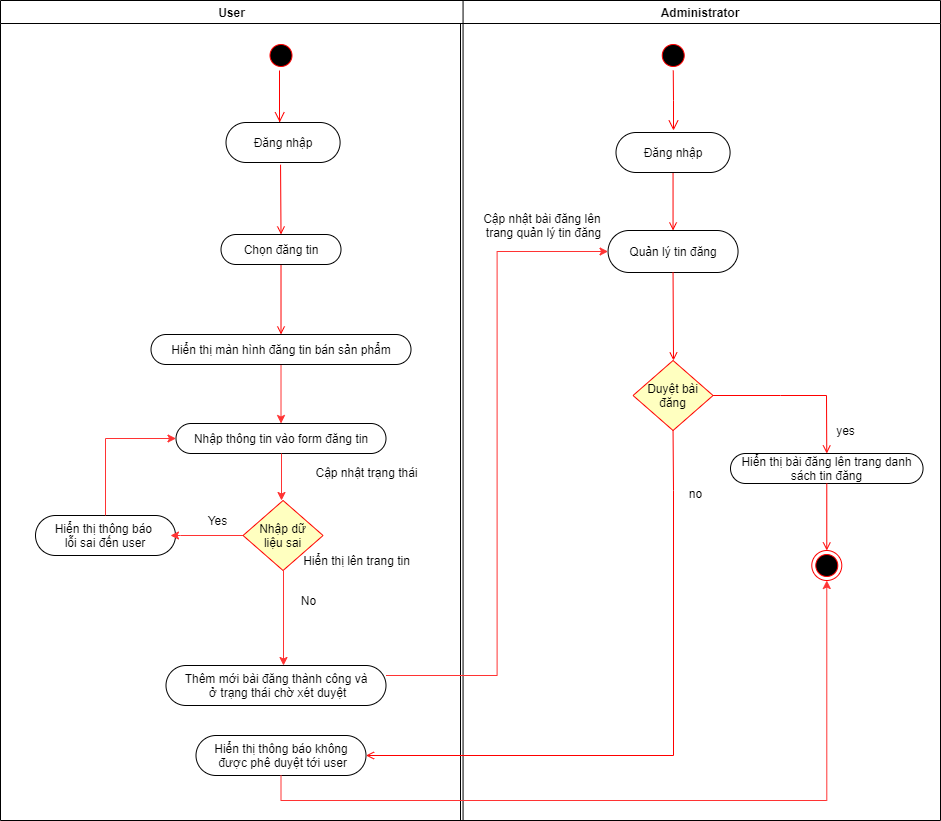 User
Administrator
Đăng nhập
Đăng nhập
Cập nhật bài đăng lên
trang quản lý tin đăng
Chọn đăng tin
Quản lý tin đăng
Hiển thị màn hình đăng tin bán sản phẩm
Duyệt bài
đăng
yes
Nhập thông tin vào form đăng tin
Cập nhật trạng thái
Hiển thị bài đăng lên trang danh
sách tin đăng
no
Yes
Hiển thị thông báo
lỗi sai đến user
Nhập dữ
liệu sai
Hiển thị lên trang tin
No
Thêm mới bài đăng thành công và
ở trạng thái chờ xét duyệt
Hiển thị thông báo không
được phê duyệt tới user